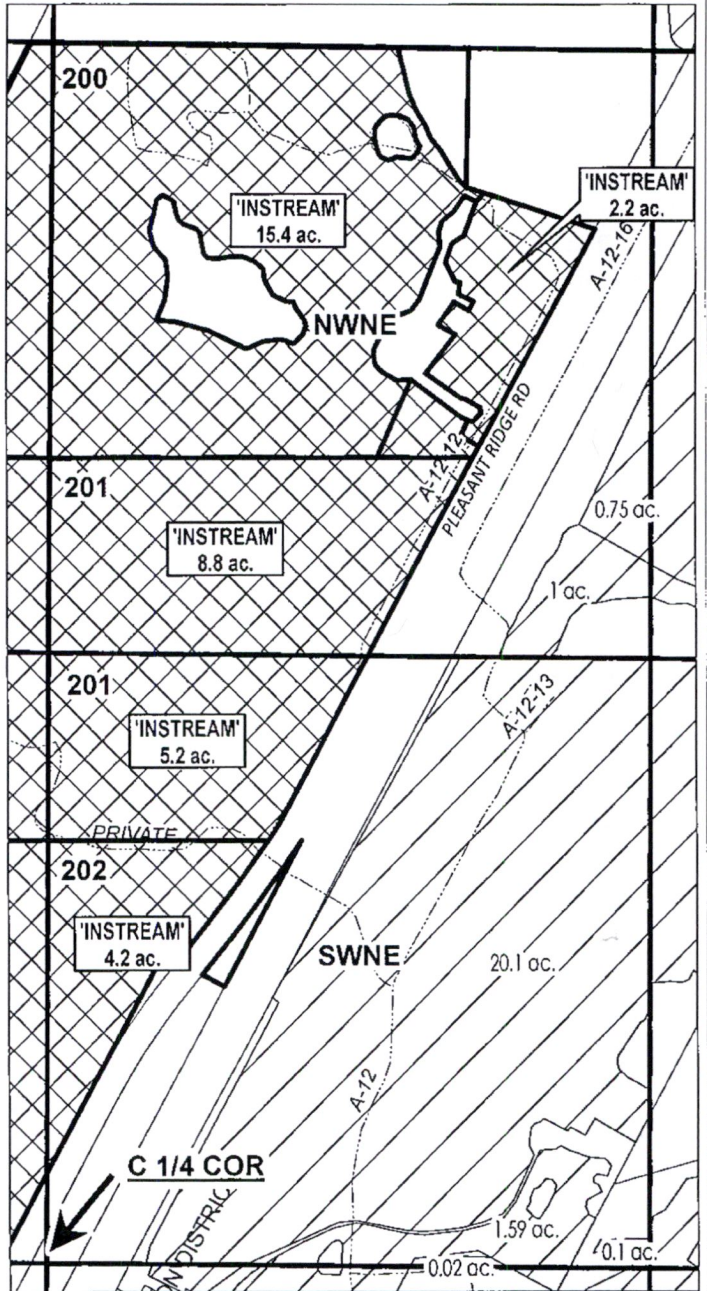 200
'INSTREAM'
2.2 ac.
'INSTREAM'
15.4 ac.
A-12-16
NWNE
PLEASANT RIDGE RD
A-12-12
201
0.75 ac.
'INSTREAM'
8.8 ac.
1 ac.
201
A-12-13
'INSTREAM'
5.2 ac.
PRIVATE
202
'INSTREAM'
4.2 ac.
SWNE
20.1 ac.
A-12
C 1/4 COR
ON DISTRIC
1.59 ac.
0.1 ac.
0.02 ac.